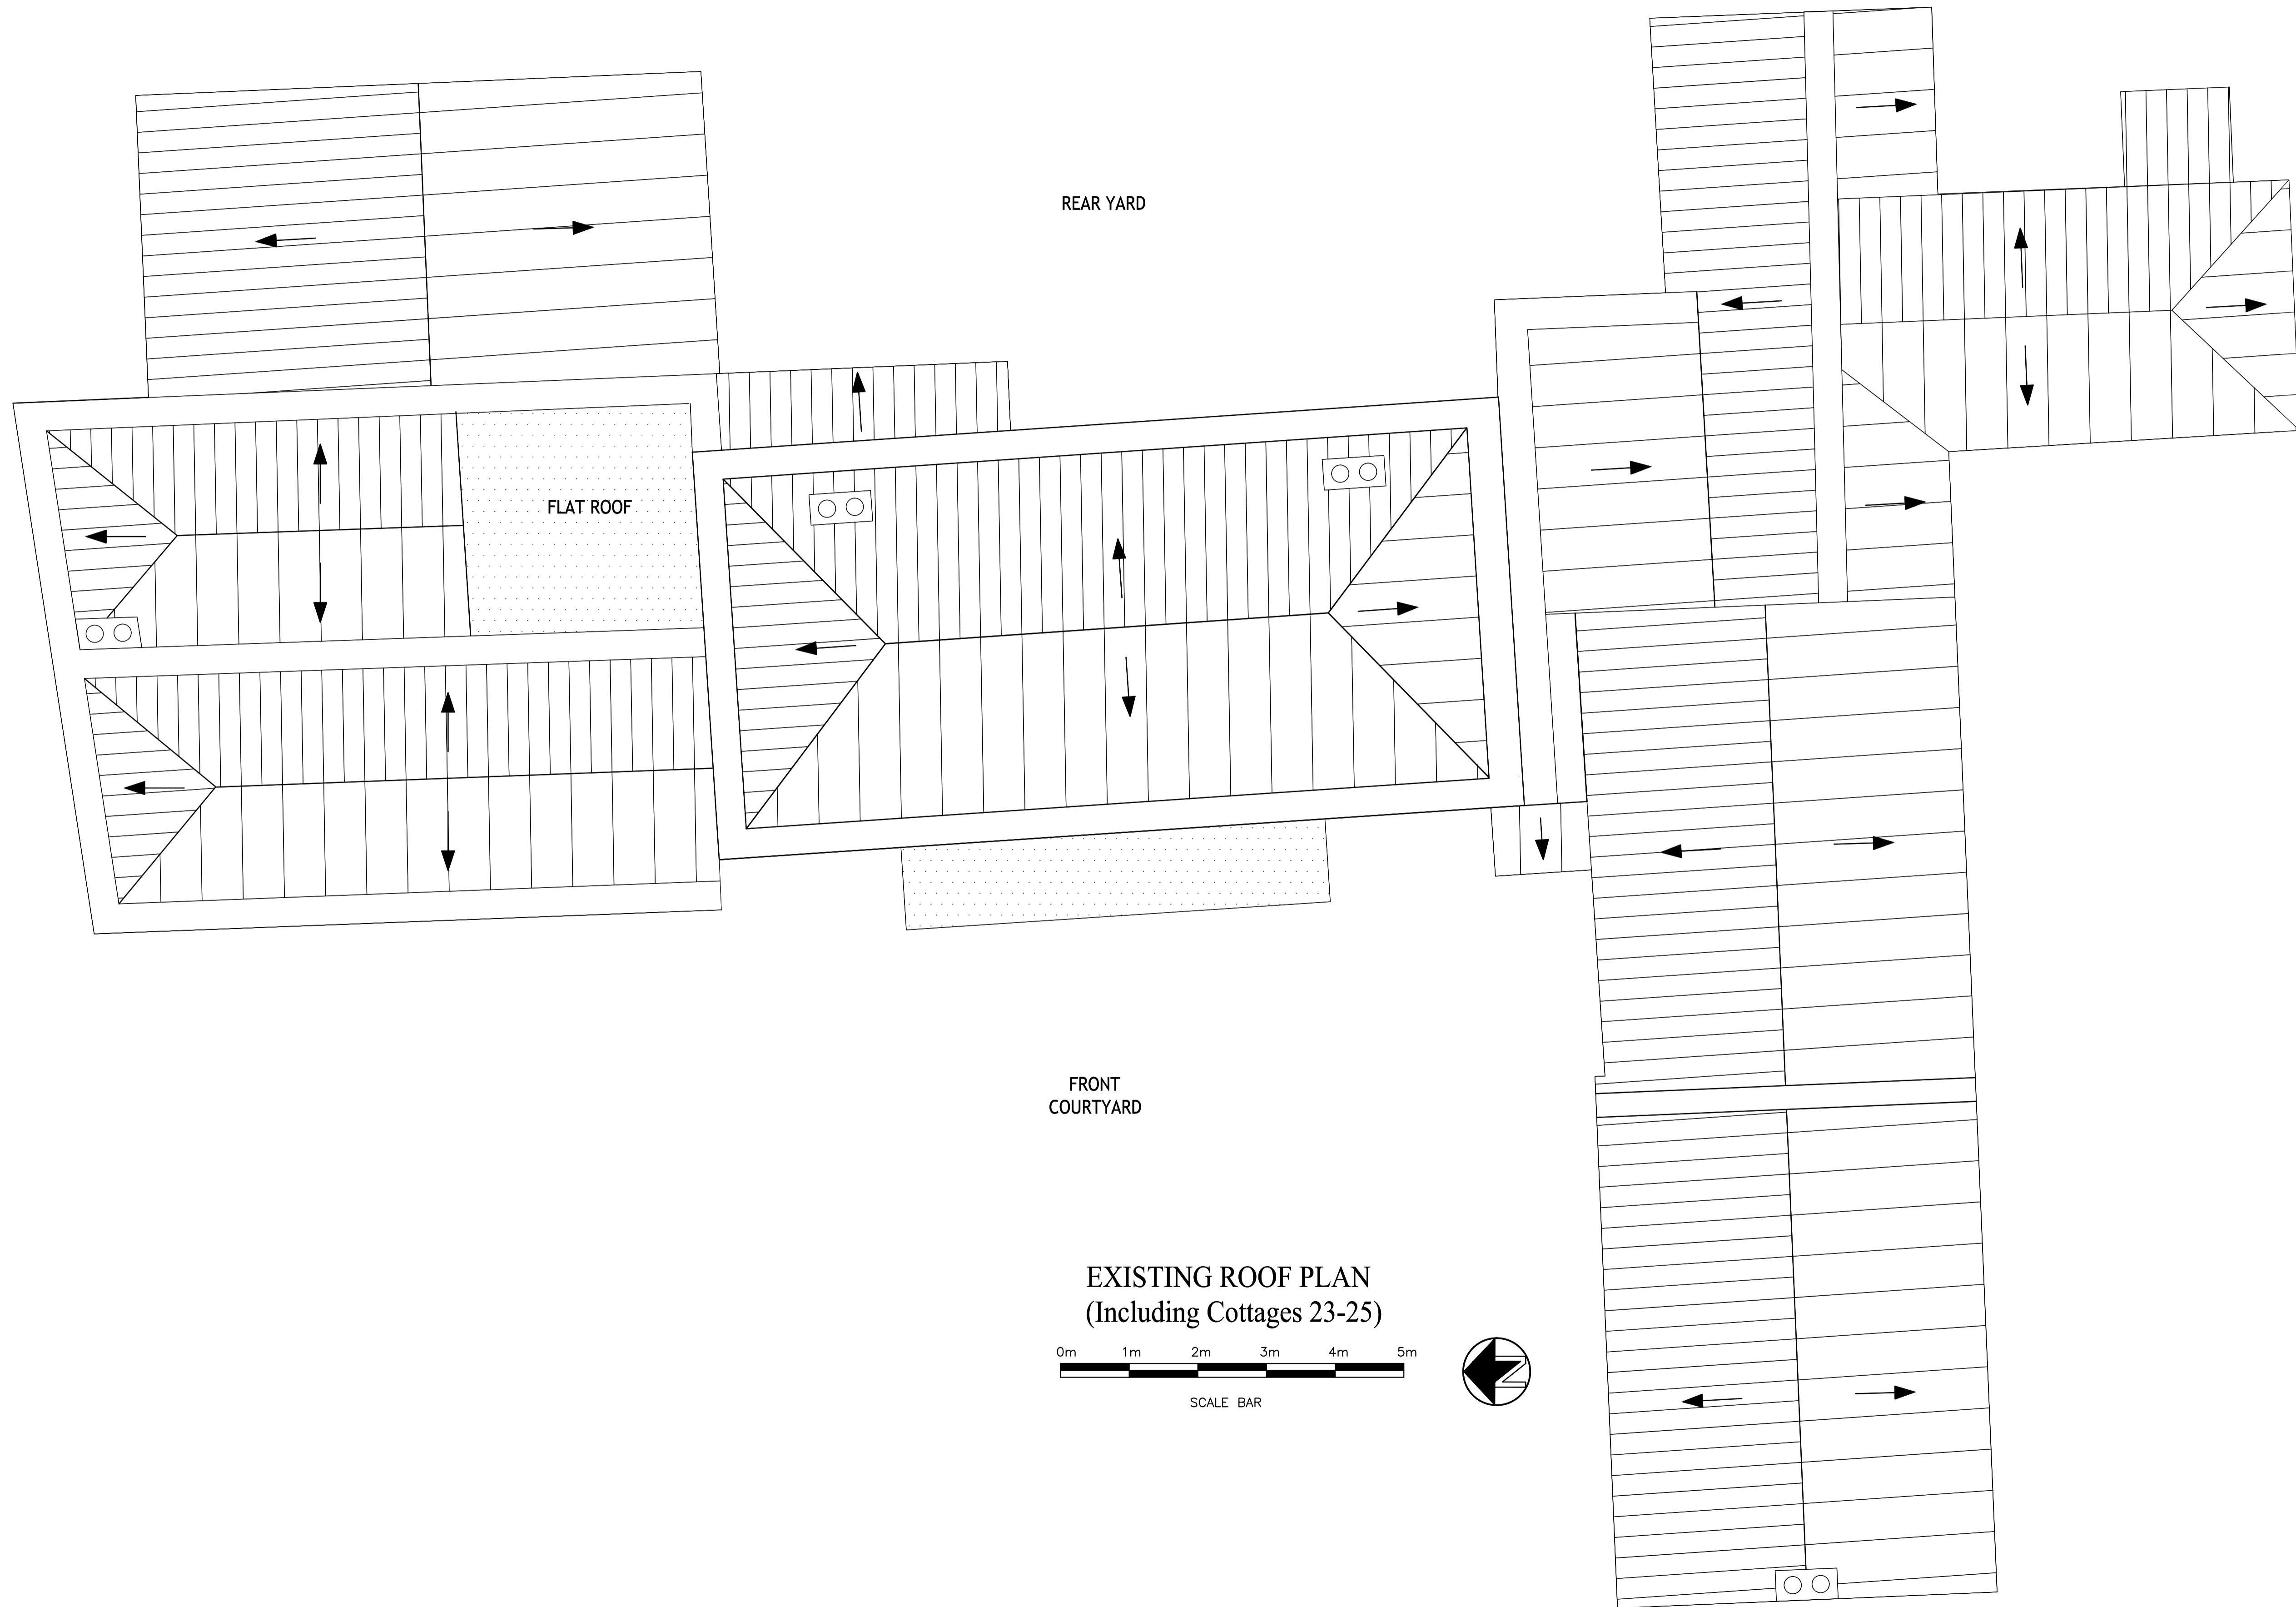 REAR YARD
FLAT ROOF
FRONT
COURTYARD
EXISTING ROOF PLAN
(Including Cottages 23-25)
0m 1m 2m 3m 4m 5m
SCALE BAR
N